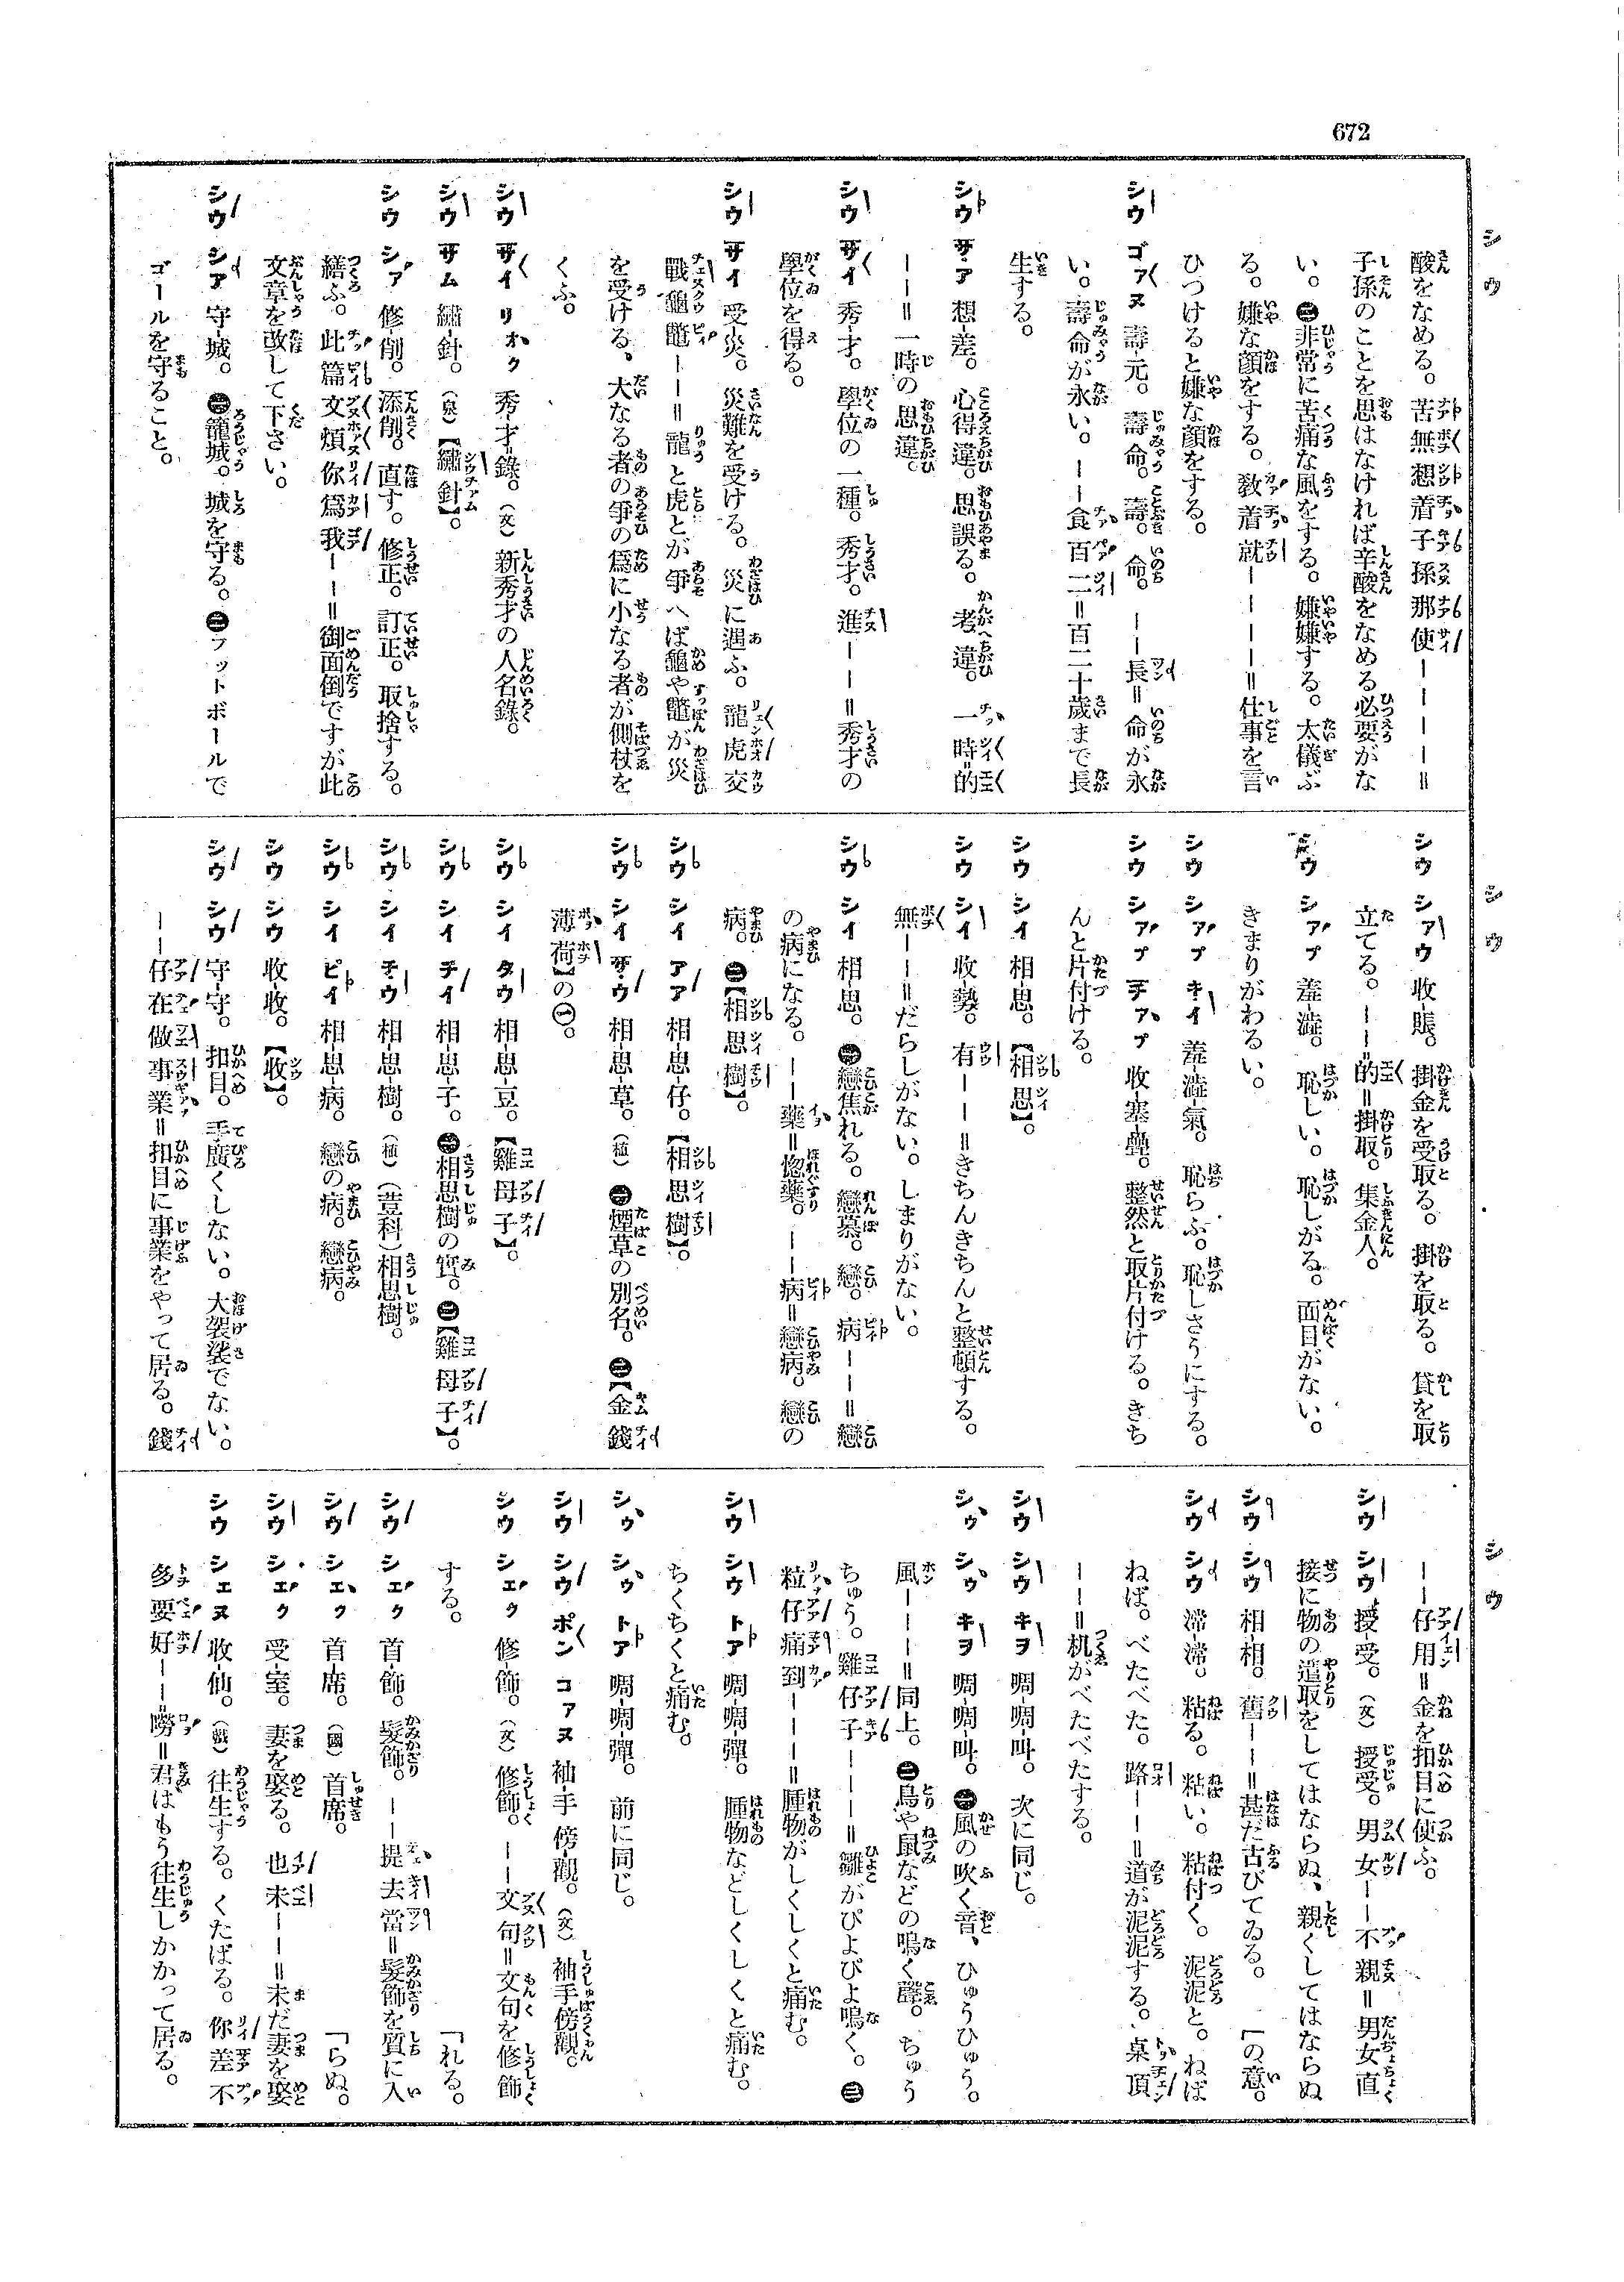 672
シウ
酸をなめる。苦無想着子孫那使ーーーー＝
子孫のことを思はなければ辛酸をなめる必要がな
い。㊁非常に苦痛な風をする。嫌嫌する。太儀ぶ
る。嫌な顔をする。敎着就ーーーー＝仕事を言
ひつけると嫌な顔をする。
シウ ゴアヌ 壽-元。壽命。壽。命。ーー長＝命が永
い。壽命が永い。ーー食百二＝百二十歲まで長
生する。
シウ サア 想-差。心得違。思誤る。考違。一時-的
ーー＝一時の思違。
シウ サイ 秀-才。學位の一種。秀才。進ーー＝秀才の
學位を得る。
シウ サイ 受-災。災難を受ける。災に遇ふ。龍虎交
戰龜鼈ーー＝龍と虎とが爭へば龜や鼈が災
を受ける、大なる者の爭の爲に小なる者が側杖を
くふ。
シウ サイ リオク 秀-才-錄。（文）新秀才の人名錄。
シウ サム 繡-針。（泉）【繡針】。
シウ シア 修-削。添削。直す。修正。訂正。取捨する。
繕ふ。此篇文煩你爲我ーー＝御面倒ですが此
文章を改して下さい。
シウ シア 守-城。㊀籠城。城を守る。㊁フットボールで
ゴールを守ること。
シウ
シウ シアウ 收-賬。掛金を受取る。掛を取る。貸を取
立てる。ーー-的＝掛取。集金人。
シウ シアプ 羞-澁。恥しい。恥しがる。面目がない。
きまりがわるい。
シウ シアプ キイ 羞-澁-氣。恥らふ。恥しさうにする。
シウ シアプ チアプ 收-塞-疊。整然と取片付ける。きち
んと片付ける。
シウ シイ 相-思。【相思】。
シウ シイ 收-勢。有ーー＝きちんきちんと整頓する。
無ーー＝だらしがない。しまりがない。
シウ シイ 相-思。㊀戀焦れる。戀慕。戀。病ーー＝戀
の病になる。ーー藥＝惚藥。ーー病＝戀病。戀の
病。㊁【相思樹】。
シウ シイ アア 相-思-仔。【相思樹】。
シウ シイ サウ 相-思-草。（植）㊀煙草の別名。㊁【金錢
薄荷】の㊀。
シウ シイ タウ 相-思-豆。【雞母子】。
シウ シイ チイ 相-思-子。㊀相思樹の實。㊁【雞母子】。
シウ シイ チウ 相-思-樹。（植）（荳科）相思樹。
シウ シイ ピイ 相-思-病。戀の病。戀病。
シウ シウ 收-收。【收】。
シウ シウ 守-守。扣目。手廣くしない。大袈裟でない。
ーー仔在做事業＝扣目に事業をやって居る。錢
シウ
ーー仔用＝金を扣目に使ふ。
シウ シウ 授-受。（文）授受。男女ーー不親＝男女直
接に物の遣取をしてはならぬ、親くしてはならぬ
シウ シウ 相-相。舊ーー＝甚だ古びてゐる。「の意。
シウ シウ 滯-滯。粘る。粘い。粘付く。泥泥と。ねば
ねば。べたべた。路ーー＝道が泥泥する。桌頂
ーー＝机がべたべたする。
シウ シウ キヲ 啁-啁-叫。次に同じ。
シウ シウ キヲ 啁-啁-叫。㊀風の吹く音、ひゅうひゅう。
風ーーー＝同上。㊁鳥や鼠などの鳴く聲。ちゅう
ちゅう。雞仔子ーーー＝雛がぴよぴよ鳴く。㊂
粒仔痛到ーーー＝腫物がしくしくと痛む。
シウ シウ トア 啁-啁-彈。腫物などしくしくと痛む。
ちくちくと痛む。
シウ シウ トア 啁-啁-彈。前に同じ。
シウ シウ ポン コアヌ 袖-手-傍-觀。（文）袖手傍觀。
シウ シエク 修-飾。（文）修飾。ーー文句＝文句を修飾
する。「れる。
シウ シエク 首-飾。髮飾。ーー提去當＝髮飾を質に入
シウ シエク 首-席。（國）首席。「らぬ。
シウ シエク 受-室。妻を娶る。也未ーー＝未だ妻を娶
シウ シエヌ 收-仙。（戲）往生する。くたばる。你差不
多要好ーー-嘮＝君はもう往生しかかって居る。